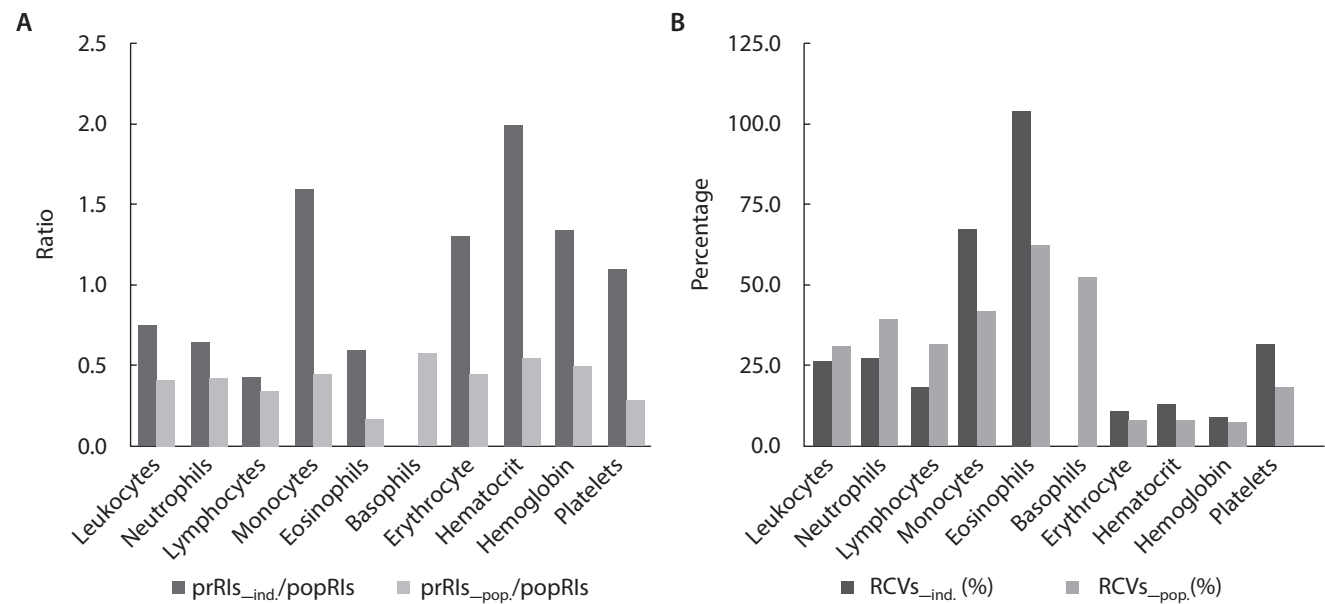 A
2.5
2.0
1.5
1.0
0.5
0.0
Ratio
Leukocytes
Neutrophils
Lymphocytes
Monocytes
Eosinophils
Basophils
Erythrocyte
Hematocrit
Hemoglobin
Platelets
prRIs_ind./popRIs prRIs_pop./popRIs
B
125.0
100.0
75.0
50.0
25.0
0.0
Percentage
Leukocytes
Neutrophils
Lymphocytes
Monocytes
Eosinophils
Basophils
Erythrocyte
Hematocrit
Hemoglobin
Platelets
RCVs_ind. (%) RCVs_pop.(%)